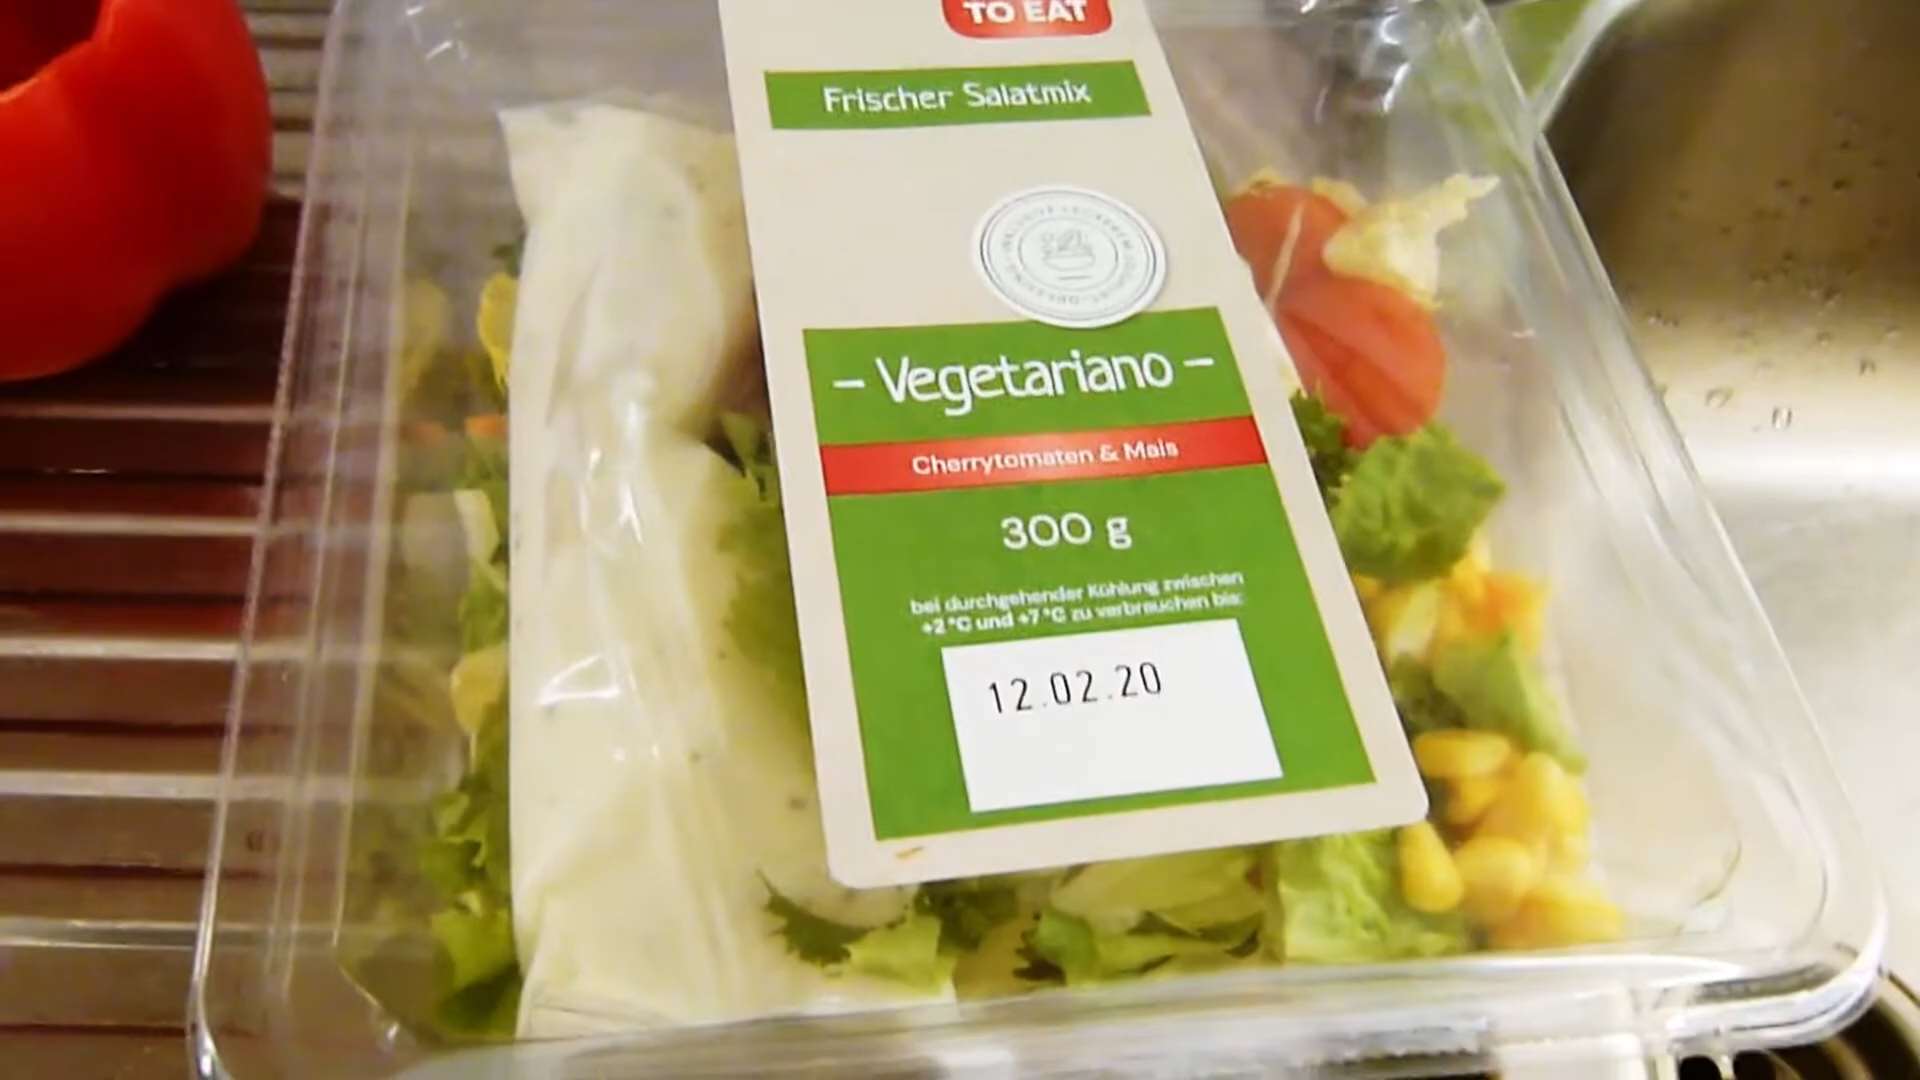 TO EAT
Frischer Salatmix
– Vegetariano –
Cherrytomaten & Mais
300 g
bei durchgehender Kühlung zwischen
+2 °C und +7 °C zu verbrauchen bis:
12.02.20